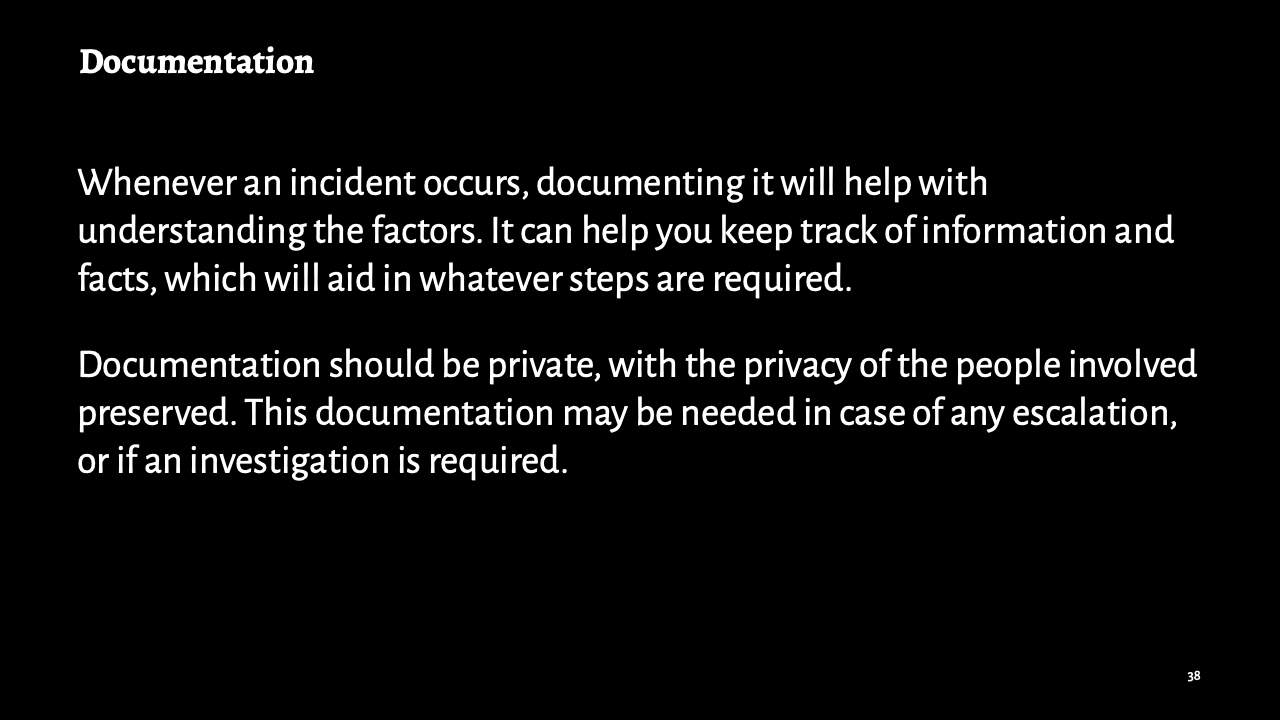 Documentation
Whenever an incident occurs, documenting it will help with
understanding the factors. It can help you keep track of information and
facts, which will aid in whatever steps are required.
Documentation should be private, with the privacy of the people involved
preserved. This documentation may be needed in case of any escalation,
or if an investigation is required.
38